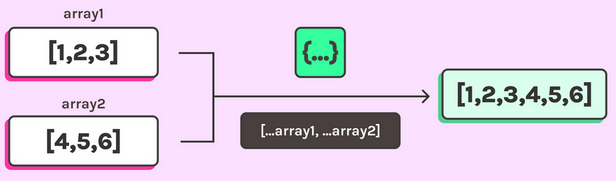 array1
[1,2,3]
array2
[4,5,6]
{...}
[...array1, ...array2]
[1,2,3,4,5,6]